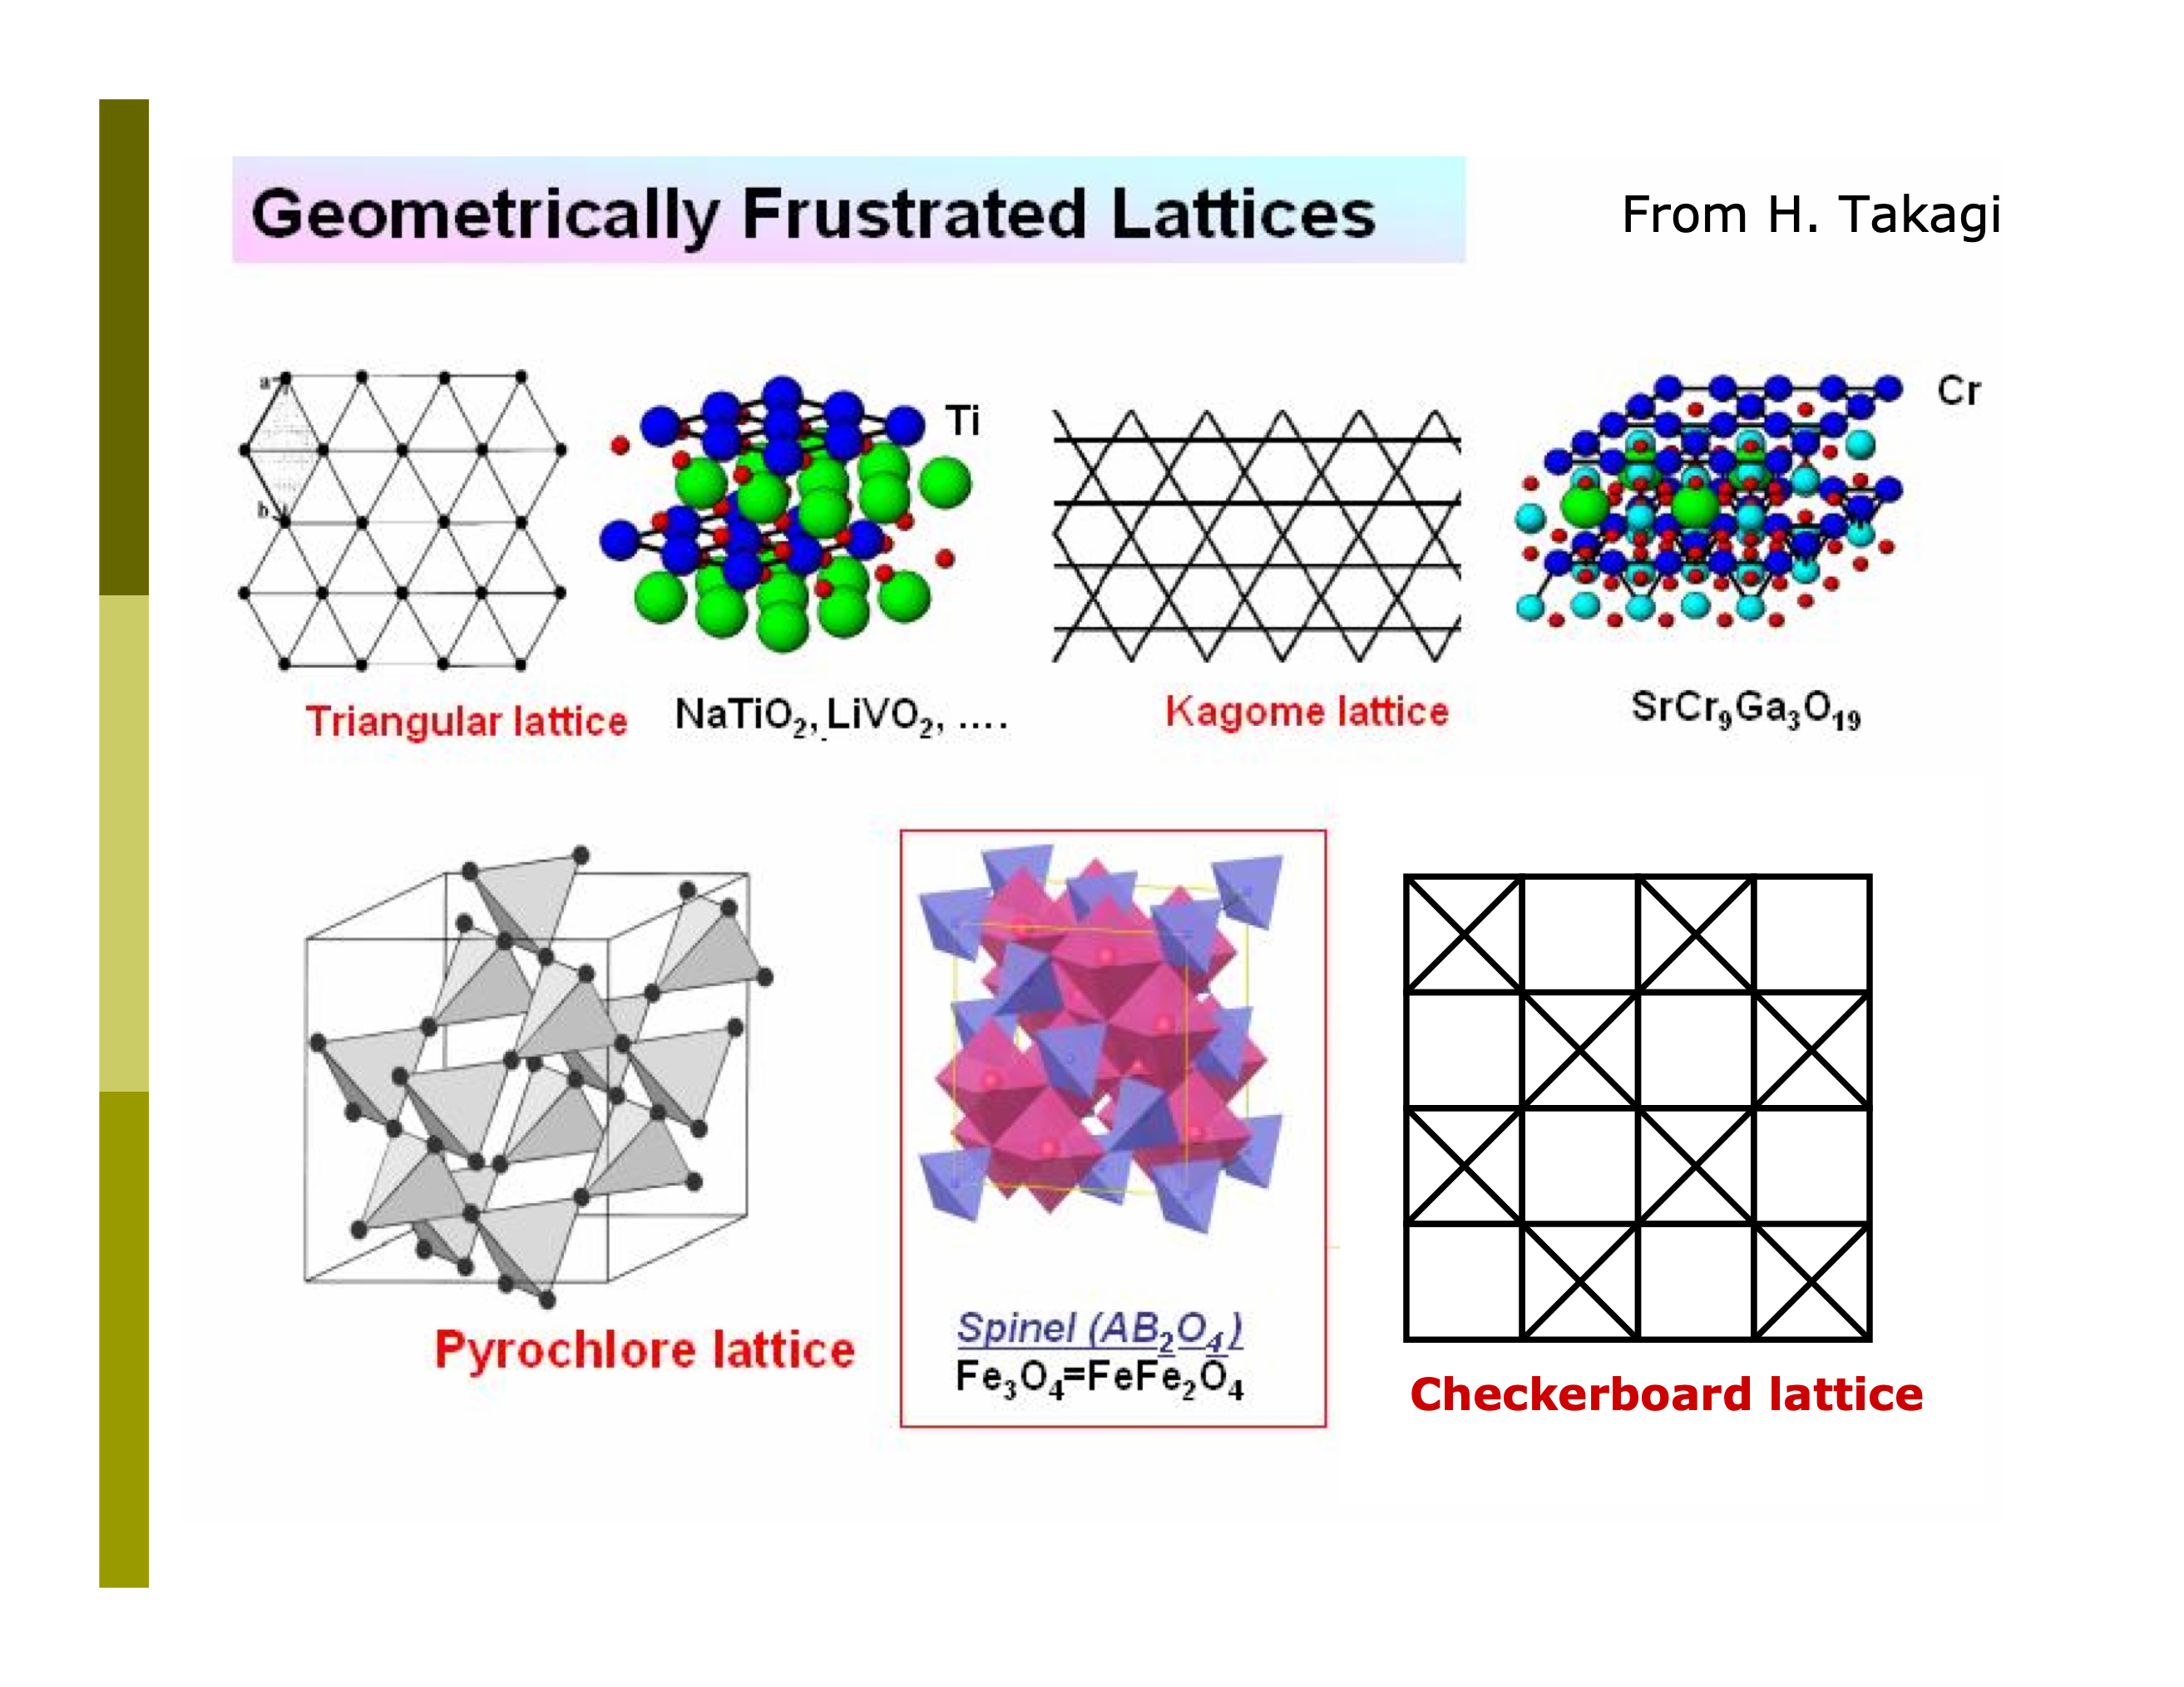 Geometrically Frustrated Lattices
From H. Takagi
a
b
Ti
Cr
Triangular lattice
NaTiO₂, LiVO₂, ....
Kagome lattice
SrCr₉Ga₃O₁₉
Pyrochlore lattice
Spinel (AB₂O₄)
Fe₃O₄=FeFe₂O₄
Checkerboard lattice